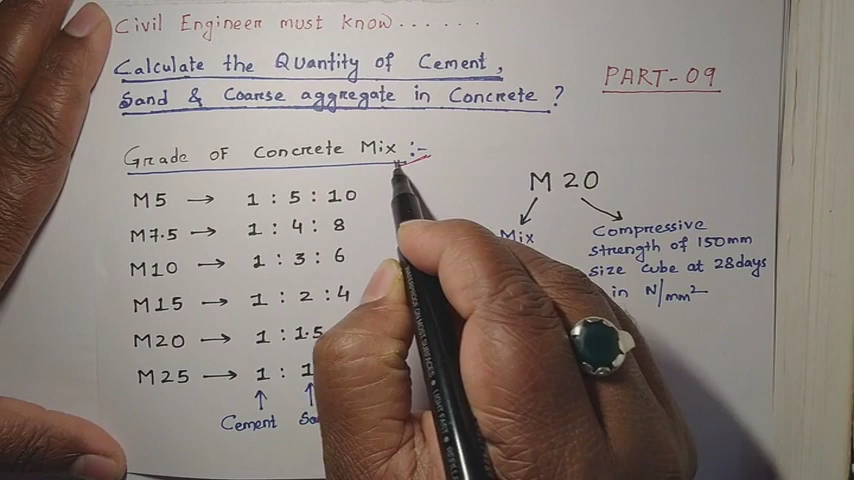 Civil Engineer must know......
Calculate the Quantity of Cement,
Sand & Coarse aggregate in Concrete ?
PART-09
Grade of Concrete Mix :-
M5 → 1 : 5 : 10
M7.5 → 1 : 4 : 8
M10 → 1 : 3 : 6
M15 → 1 : 2 : 4
M20 → 1 : 1.5
M25 → 1 : 1
Cement
M 20
Mix
Compressive
strength of 150mm
size cube at 28days
in N/mm²